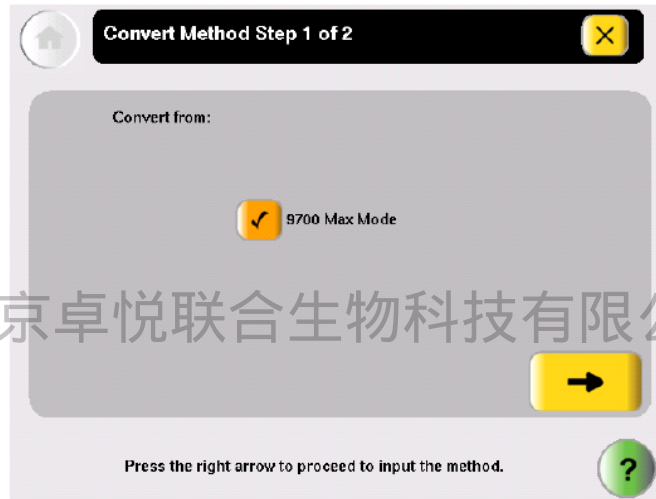 Convert Method Step 1 of 2
Convert from:
9700 Max Mode
京卓悦联合生物科技有限公
Press the right arrow to proceed to input the method.
?